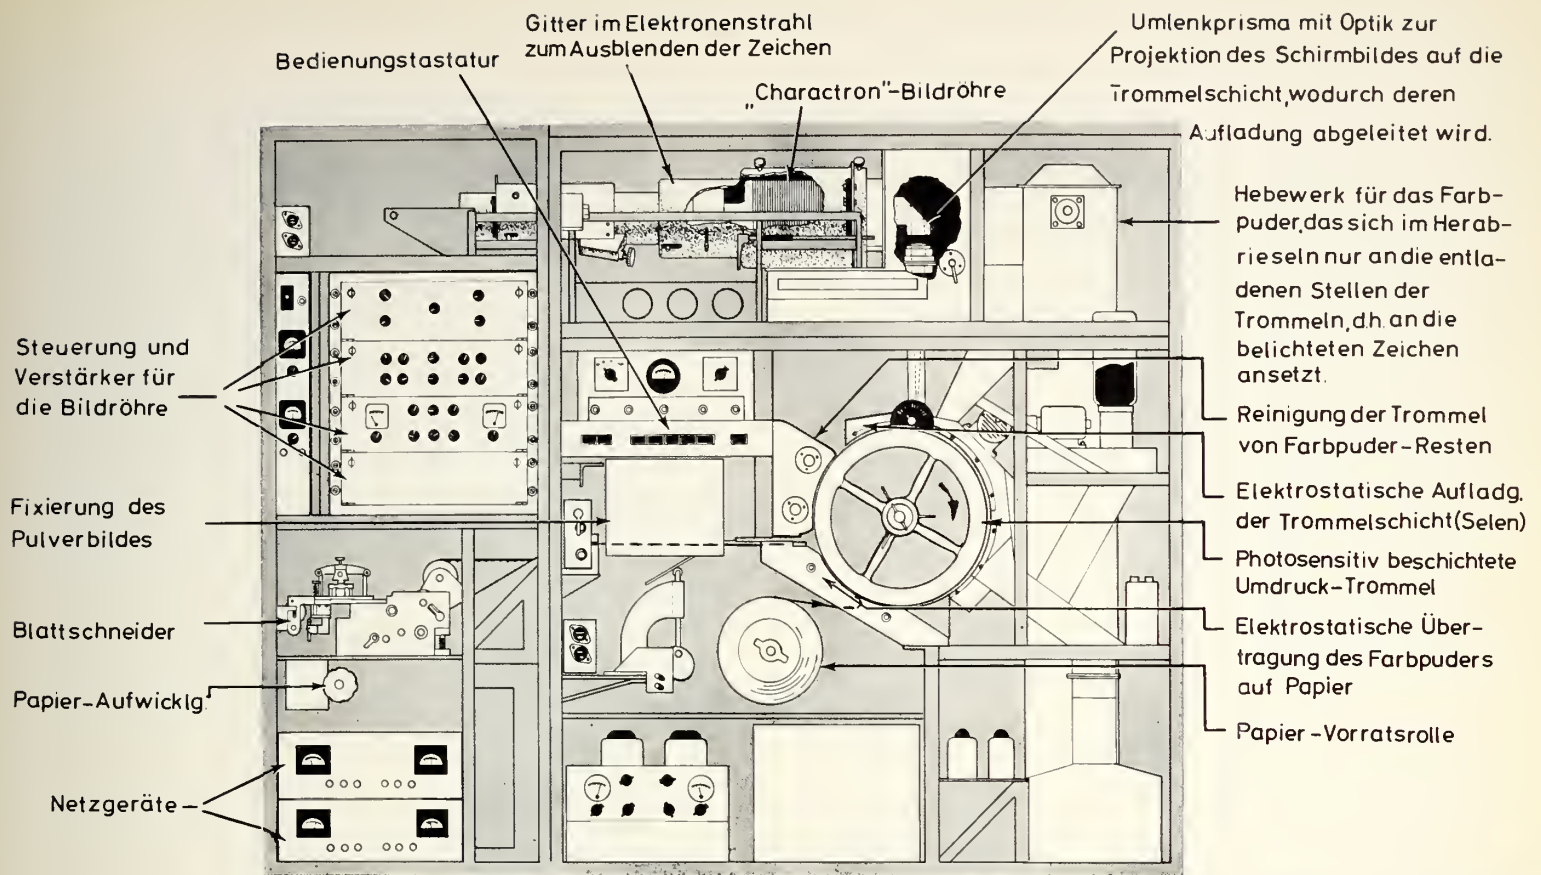 Gitter im Elektronenstrahl
zum Ausblenden der Zeichen
Bedienungstastatur
„Charactron"-Bildröhre
Umlenkprisma mit Optik zur
Projektion des Schirmbildes auf die
Trommelschicht, wodurch deren
Aufladung abgeleitet wird.
Hebewerk für das Farb-
puder, das sich im Herab-
rieseln nur an die entla-
denen Stellen der
Trommeln, d.h. an die
belichteten Zeichen
ansetzt.
Reinigung der Trommel
von Farbpuder-Resten
Elektrostatische Aufladg.
der Trommelschicht (Selen)
Photosensitiv beschichtete
Umdruck-Trommel
Elektrostatische Über-
tragung des Farbpuders
auf Papier
Papier-Vorratsrolle
Steuerung und
Verstärker für
die Bildröhre
Fixierung des
Pulverbildes
Blattschneider
Papier-Aufwicklg.
Netzgeräte